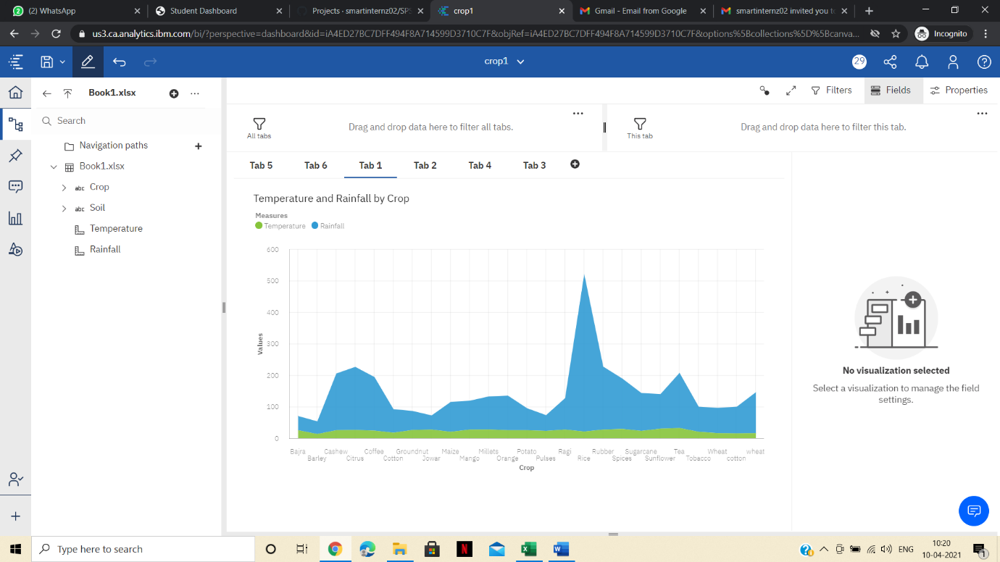 (2) WhatsApp
Student Dashboard
Projects · smartinternz02/SPS
crop1
Gmail - Email from Google
smartinternz02 invited you to
us3.ca.analytics.ibm.com/bi/?perspective=dashboard&id=iA4ED27BC7DFF494F8A714599D3710C7F&objRef=iA4ED27BC7DFF494F8A714599D3710C7F&options%5Bcollections%5D%5Bcanva...
Incognito
crop1
29
Book1.xlsx
Filters
Fields
Properties
Search
All tabs
Drag and drop data here to filter all tabs.
This tab
Drag and drop data here to filter this tab.
Navigation paths
Book1.xlsx
abc Crop
abc Soil
Temperature
Rainfall
Tab 5 Tab 6 Tab 1 Tab 2 Tab 4 Tab 3
Temperature and Rainfall by Crop
Measures
Temperature Rainfall
600
500
400
300
200
100
0
Values
Bajra Cashew Coffee Groundnut Maize Millets Potato Ragi Rubber Sugarcane Tea Wheat wheat
Barley Citrus Cotton Jowar Mango Orange Pulses Rice Spices Sunflower Tobacco cotton
Crop
No visualization selected
Select a visualization to manage the field
settings.
Type here to search
ENG
10:20
10-04-2021
1